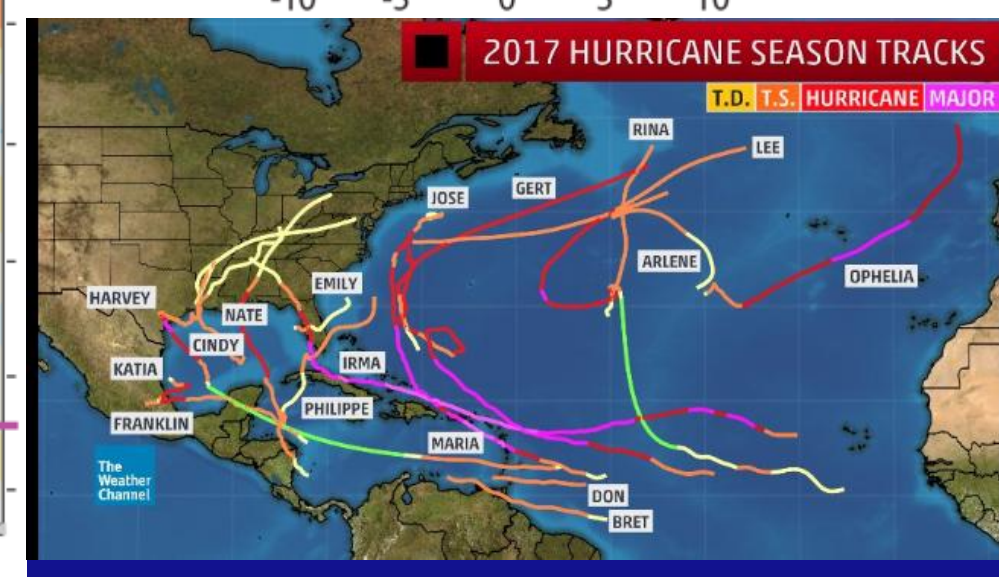 -10 -5 0 5 10
2017 HURRICANE SEASON TRACKS
T.D. T.S. HURRICANE MAJOR
RINA
LEE
GERT
JOSE
ARLENE
OPHELIA
EMILY
HARVEY
NATE
CINDY
IRMA
KATIA
PHILIPPE
FRANKLIN
MARIA
The
Weather
Channel
DON
BRET